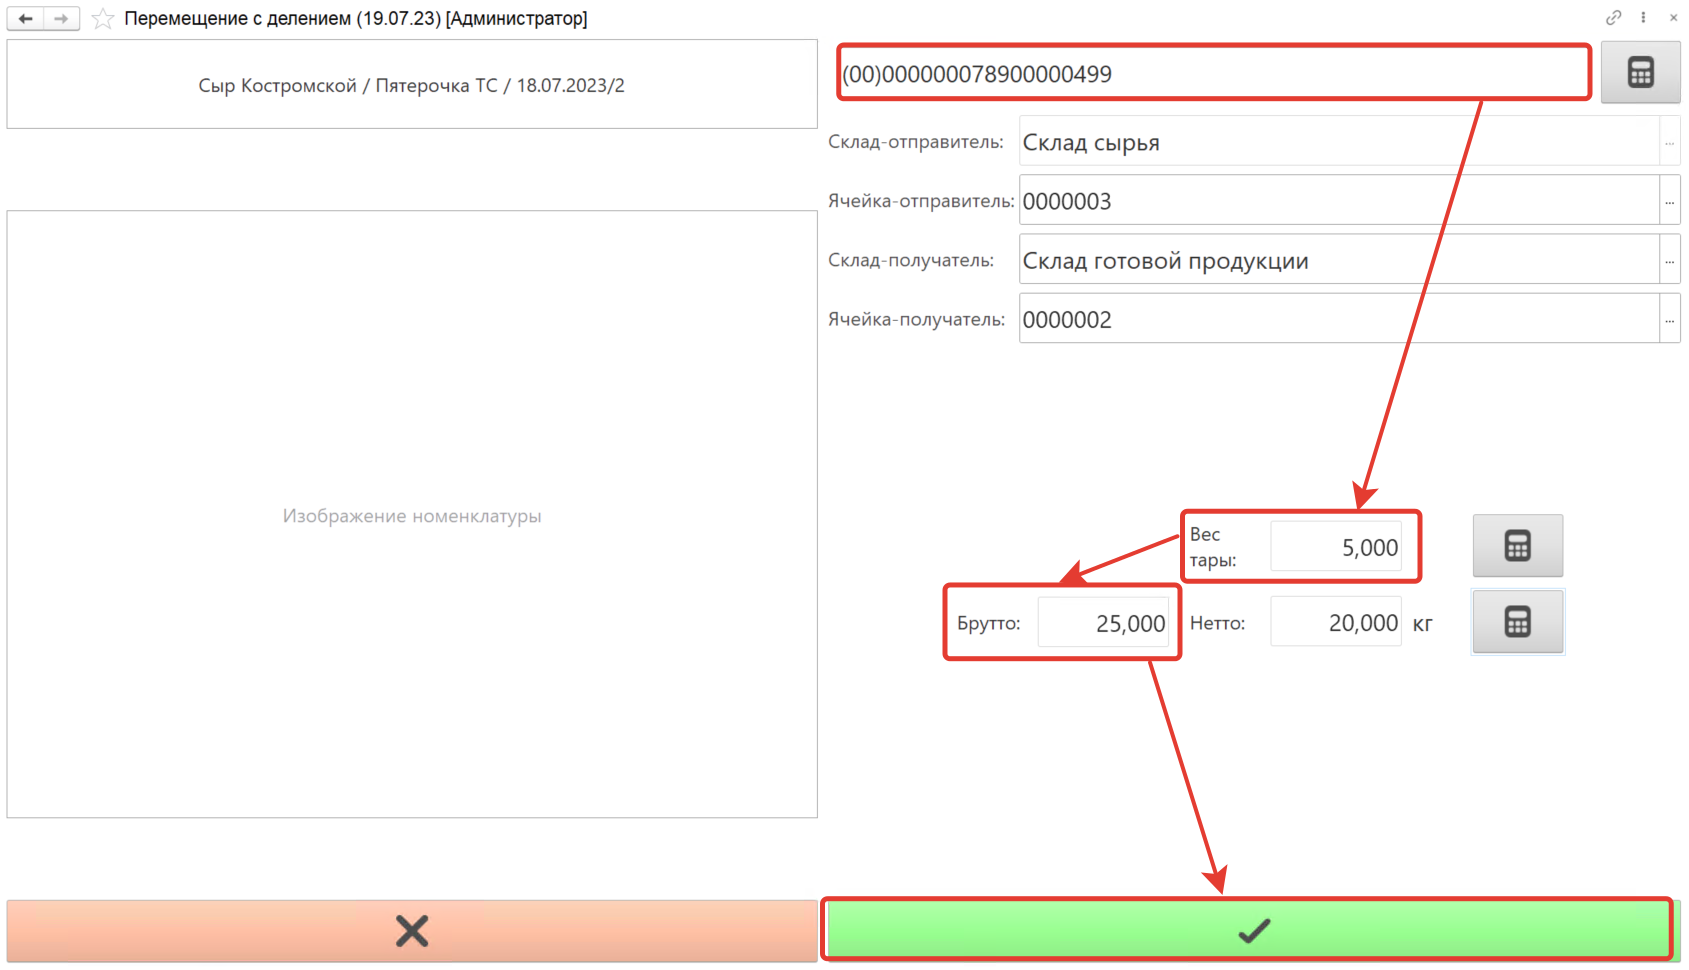 Перемещение с делением (19.07.23) [Администратор]
Сыр Костромской / Пятерочка ТС / 18.07.2023/2
(00)000000078900000499
Склад-отправитель: Склад сырья ...
Ячейка-отправитель: 0000003 ...
Склад-получатель: Склад готовой продукции ...
Ячейка-получатель: 0000002 ...
Изображение номенклатуры
Вес
тары: 5,000
Брутто: 25,000 Нетто: 20,000 кг